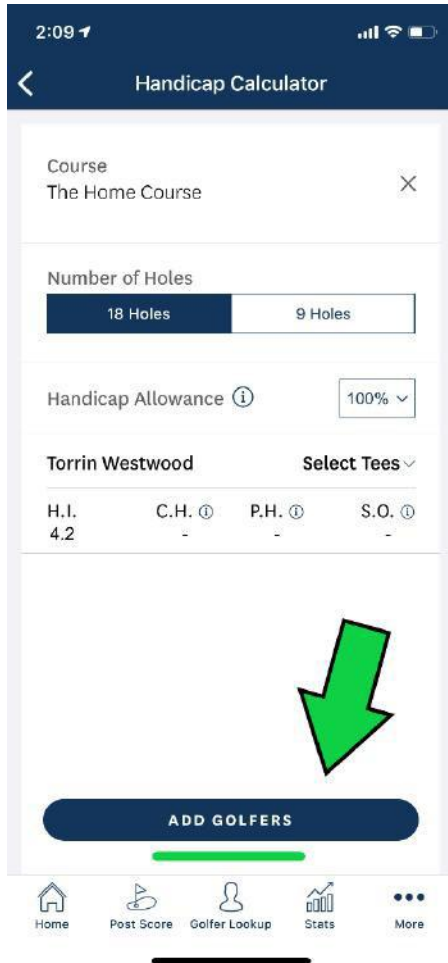 2:09
Handicap Calculator
Course
The Home Course
Number of Holes
18 Holes 9 Holes
Handicap Allowance 100%
Torrin Westwood Select Tees
H.I. C.H. P.H. S.O.
4.2 - - -
ADD GOLFERS
Home Post Score Golfer Lookup Stats More